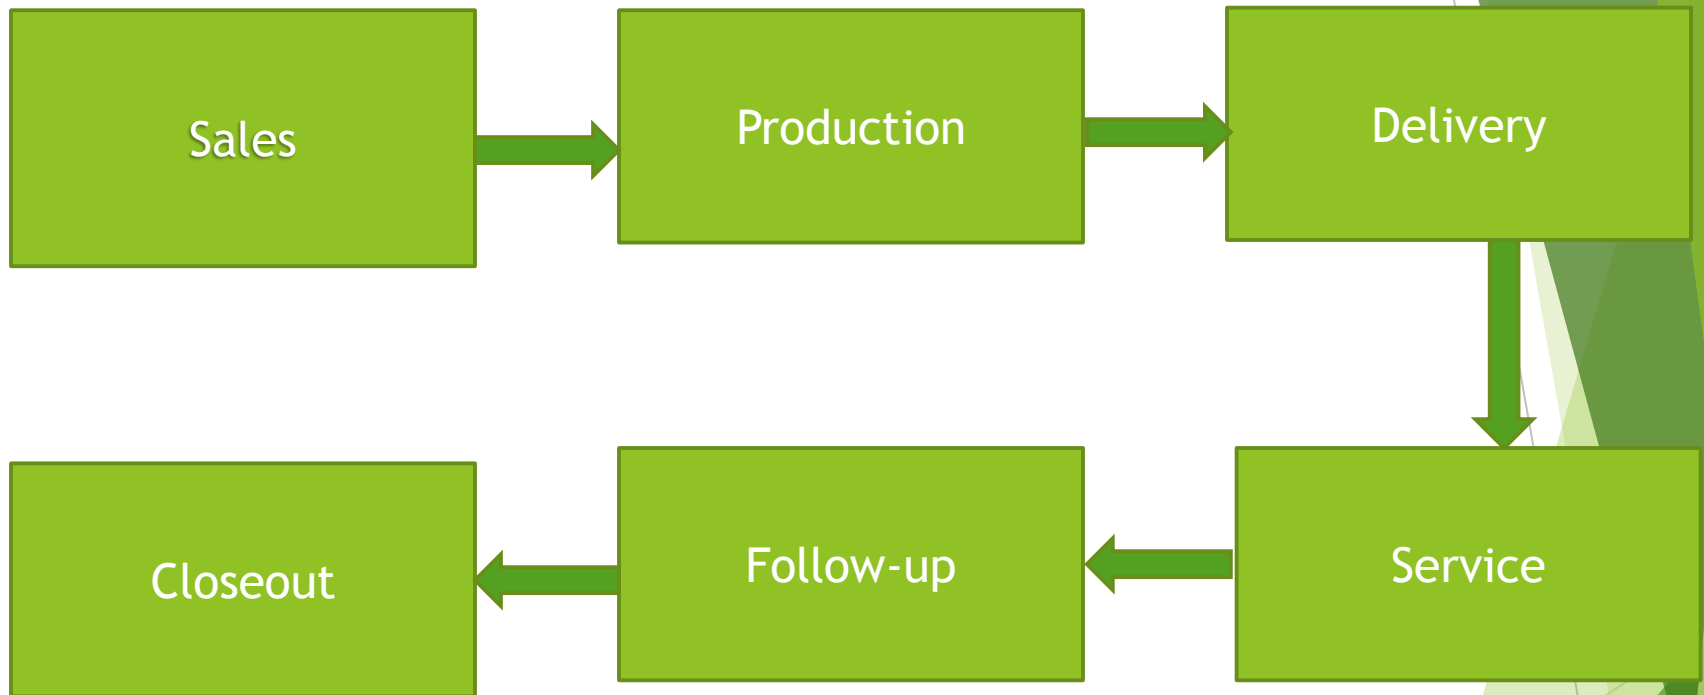 Sales
Production
Delivery
Service
Follow-up
Closeout